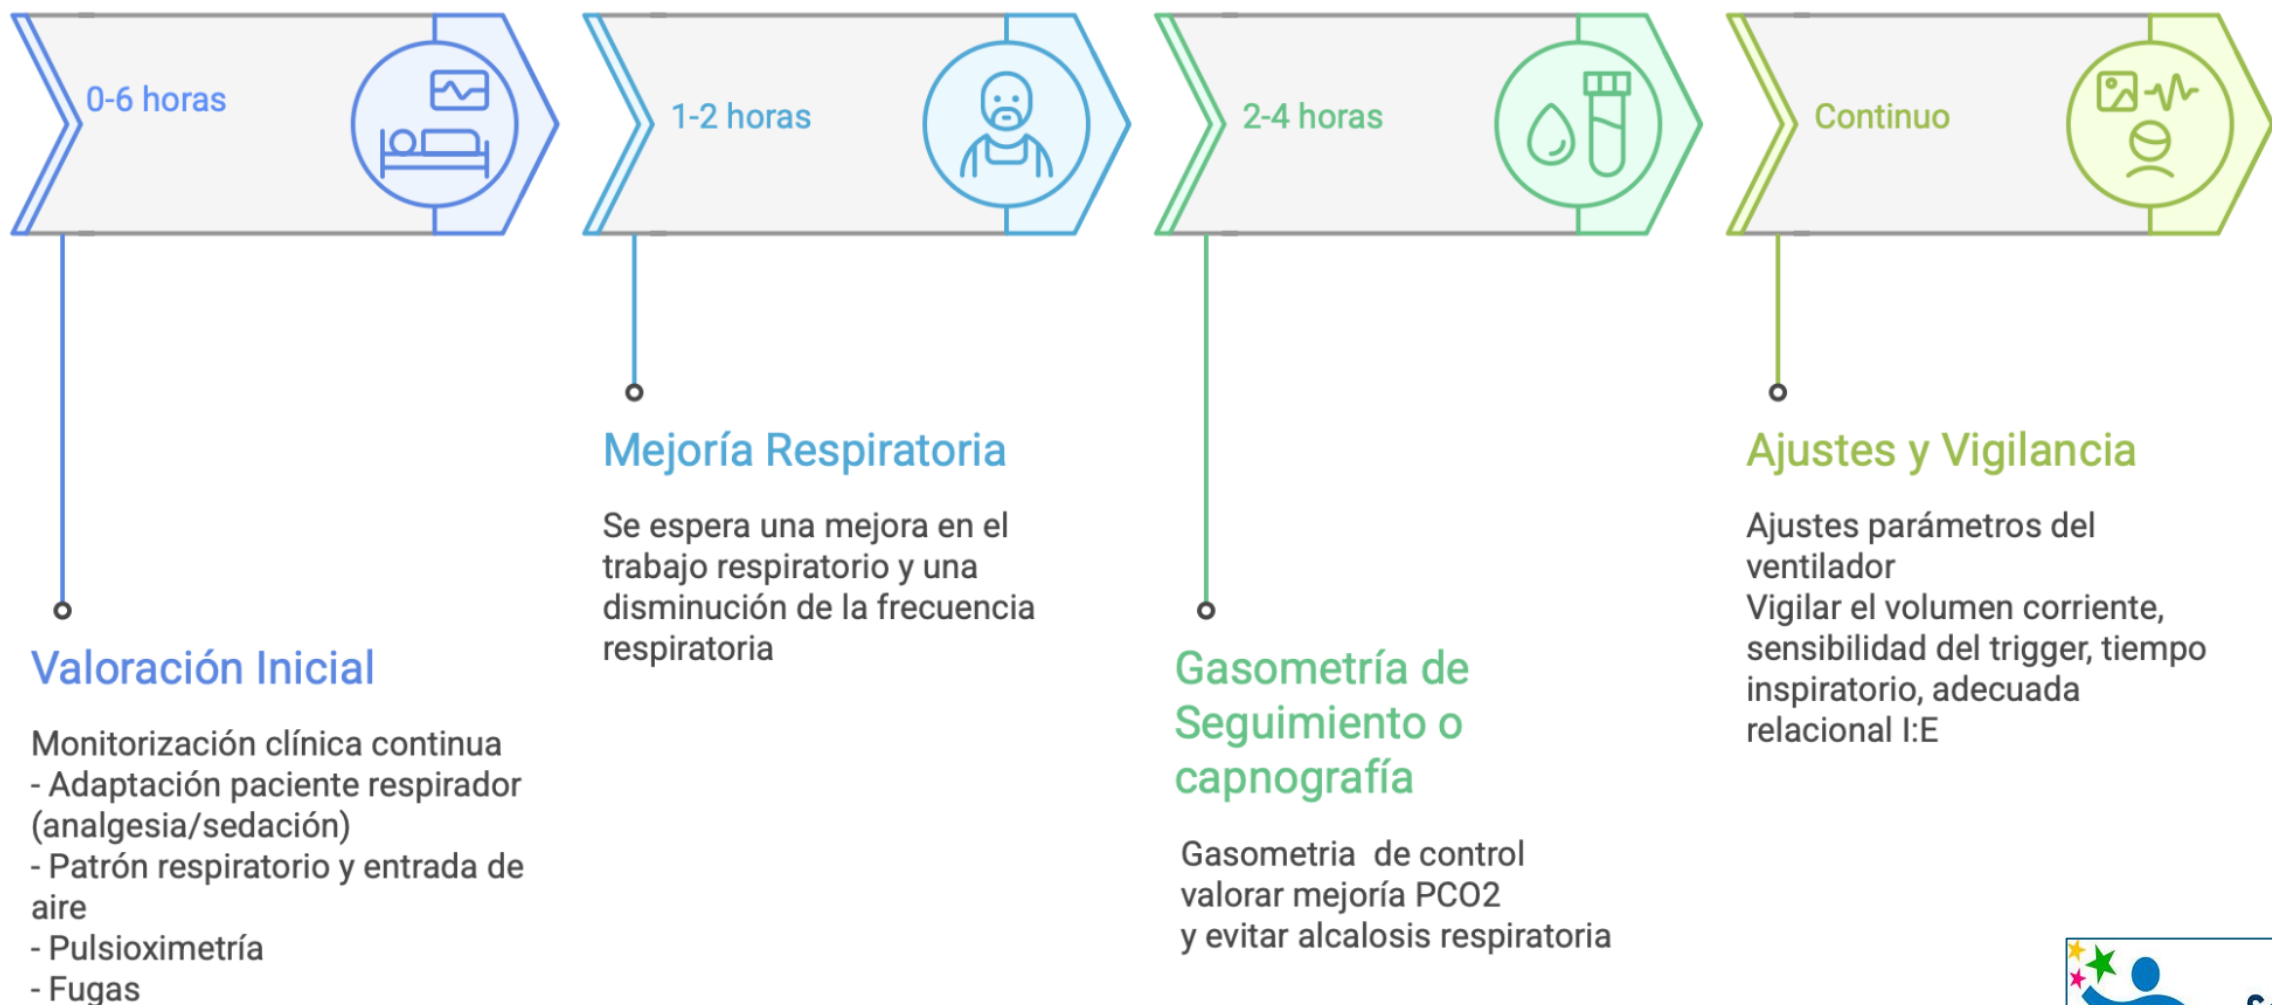 0-6 horas
1-2 horas
2-4 horas
Continuo
Valoración Inicial
Monitorización clínica continua
- Adaptación paciente respirador
(analgesia/sedación)
- Patrón respiratorio y entrada de
aire
- Pulsioximetría
- Fugas
Mejoría Respiratoria
Se espera una mejora en el
trabajo respiratorio y una
disminución de la frecuencia
respiratoria
Gasometría de
Seguimiento o
capnografía
Gasometria de control
valorar mejoría PCO2
y evitar alcalosis respiratoria
Ajustes y Vigilancia
Ajustes parámetros del
ventilador
Vigilar el volumen corriente,
sensibilidad del trigger, tiempo
inspiratorio, adecuada
relacional I:E